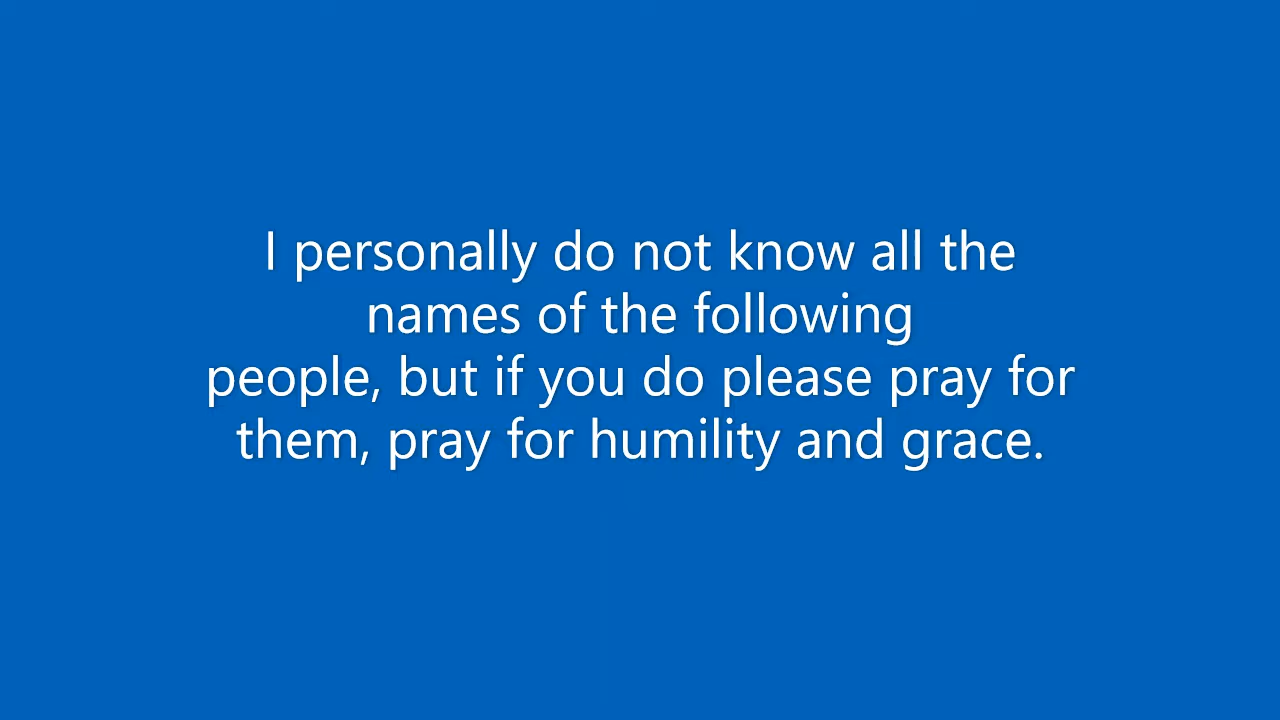 I personally do not know all the
names of the following
people, but if you do please pray for
them, pray for humility and grace.